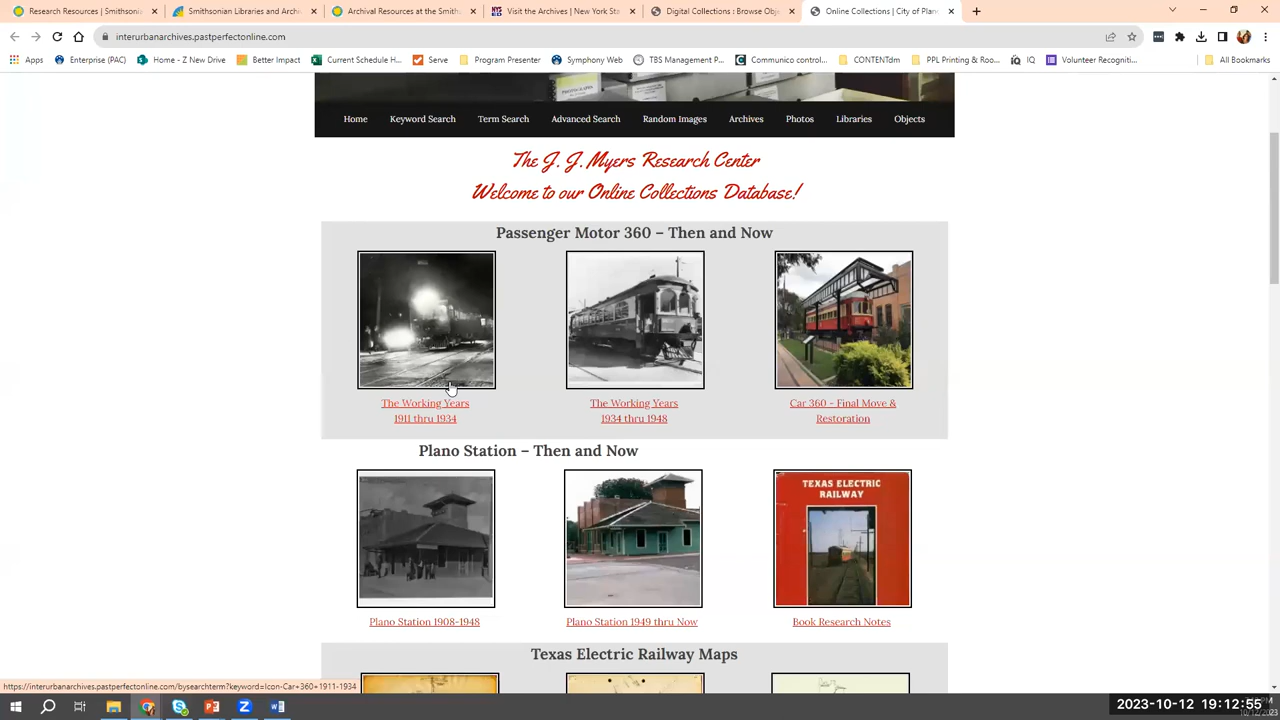 Research Resources | Smithsoni
Smithsonian Libraries and Archi
Archival Resources at the Smiths
Visit the Archives | New York Sta
Digital Collections : Browse Obje
Online Collections | City of Plan
interurbanarchives.pastperfectonline.com
Apps
Enterprise (PAC)
Home - Z New Drive
Better Impact
Current Schedule H...
Serve
Program Presenter
Symphony Web
TBS Management P...
Communico control...
CONTENTdm
PPL Printing & Roo...
IQ
Volunteer Recogniti...
All Bookmarks
Home Keyword Search Term Search Advanced Search Random Images Archives Photos Libraries Objects
The J. J. Myers Research Center
Welcome to our Online Collections Database!
Passenger Motor 360 – Then and Now
The Working Years
1911 thru 1934
The Working Years
1934 thru 1948
Car 360 - Final Move &
Restoration
Plano Station – Then and Now
TEXAS ELECTRIC
RAILWAY
Plano Station 1908-1948
Plano Station 1949 thru Now
Book Research Notes
Texas Electric Railway Maps
https://interurbanarchives.pastperfectonline.com/bysearchterm?keyword=Icon-Car+360+1911-1934
2023-10-12 19:12:55